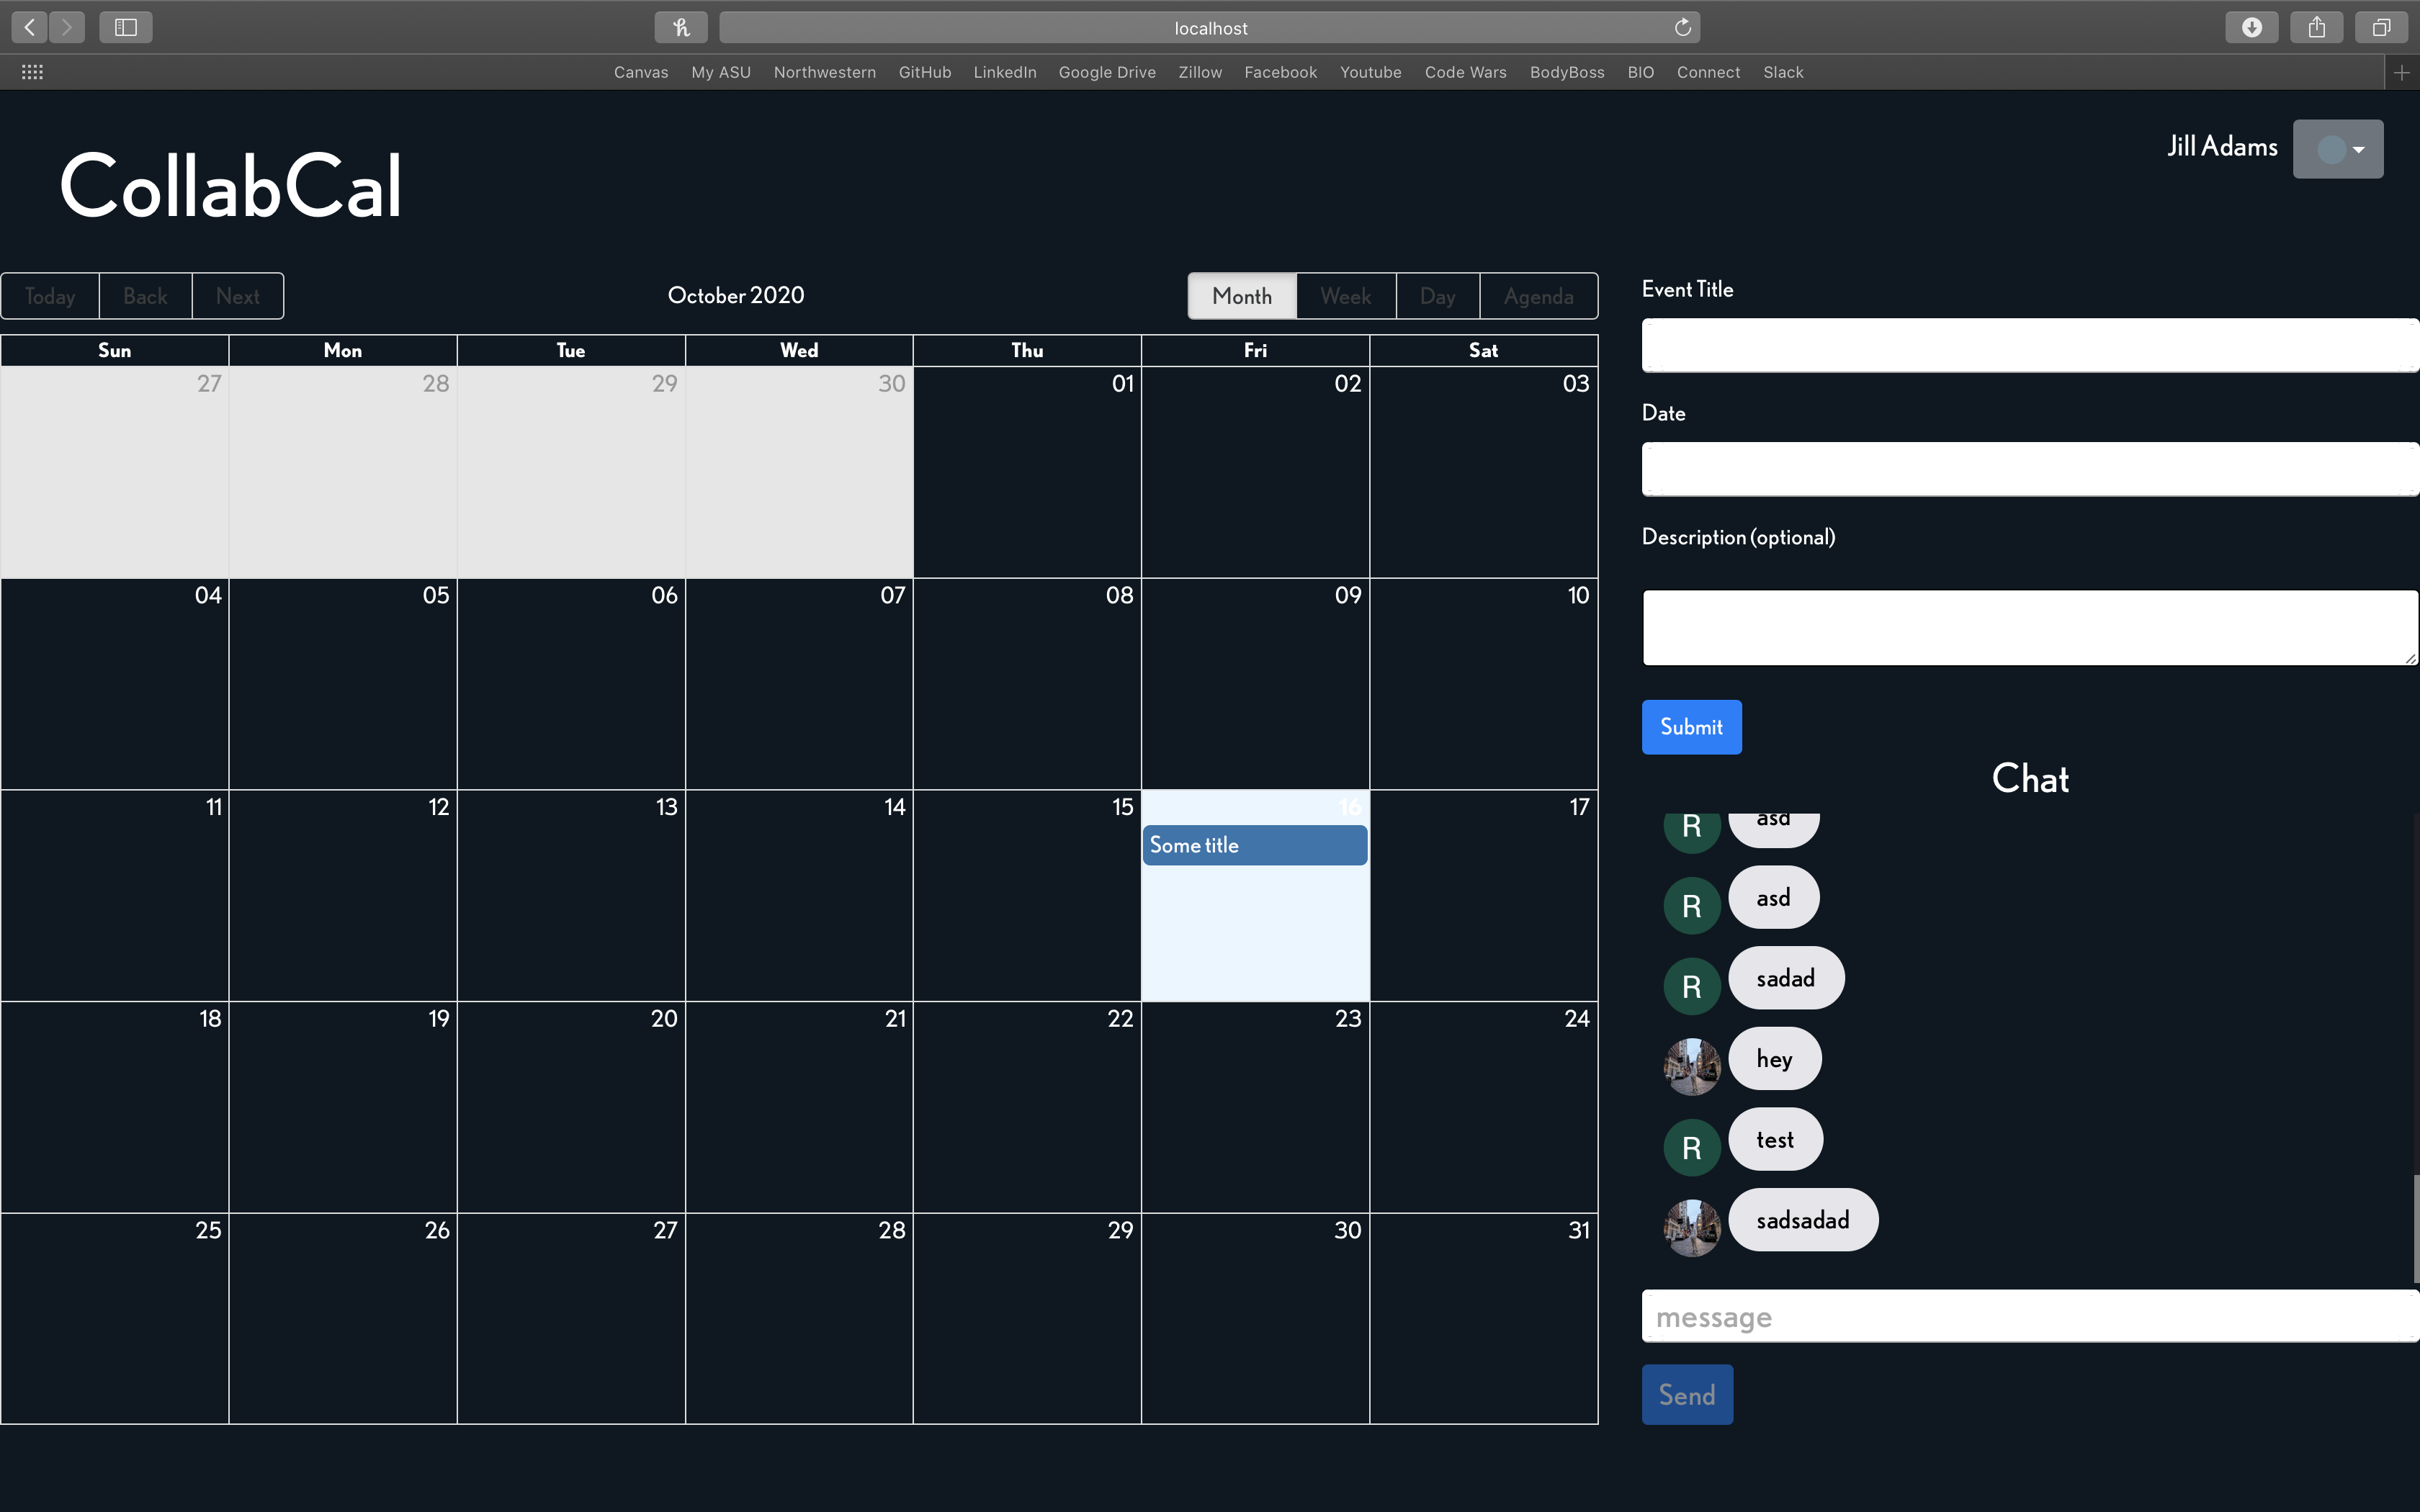 localhost
Canvas My ASU Northwestern GitHub LinkedIn Google Drive Zillow Facebook Youtube Code Wars BodyBoss BIO Connect Slack
CollabCal
Jill Adams
Today Back Next
October 2020
Month Week Day Agenda
Sun Mon Tue Wed Thu Fri Sat
27 28 29 30 01 02 03
04 05 06 07 08 09 10
11 12 13 14 15 16 17
Some title
18 19 20 21 22 23 24
25 26 27 28 29 30 31
Event Title
Date
Description (optional)
Submit
Chat
R asd
R asd
R sadad
hey
R test
sadsadad
message
Send